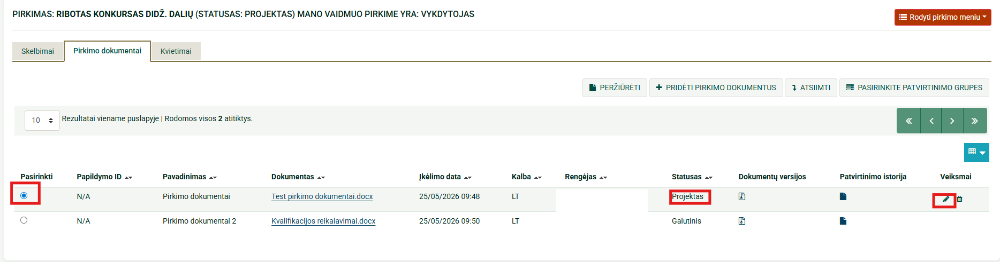 PIRKIMAS: RIBOTAS KONKURSAS DIDŽ. DALIŲ (STATUSAS: PROJEKTAS) MANO VAIDMUO PIRKIME YRA: VYKDYTOJAS
Rodyti pirkimo meniu
Skelbimai Pirkimo dokumentai Kvietimai
PERŽIŪRĖTI PRIDĖTI PIRKIMO DOKUMENTUS ATSIIMTI PASIRINKITE PATVIRTINIMO GRUPES
10 Rezultatai viename puslapyje | Rodomos visos 2 atitiktys.
Pasirinkti Papildymo ID Pavadinimas Dokumentas Įkėlimo data Kalba Rengėjas Statusas Dokumentų versijos Patvirtinimo istorija Veiksmai
N/A Pirkimo dokumentai Test pirkimo dokumentai.docx 25/05/2026 09:48 LT Projektas
N/A Pirkimo dokumentai 2 Kvalifikacijos reikalavimai.docx 25/05/2026 09:50 LT Galutinis